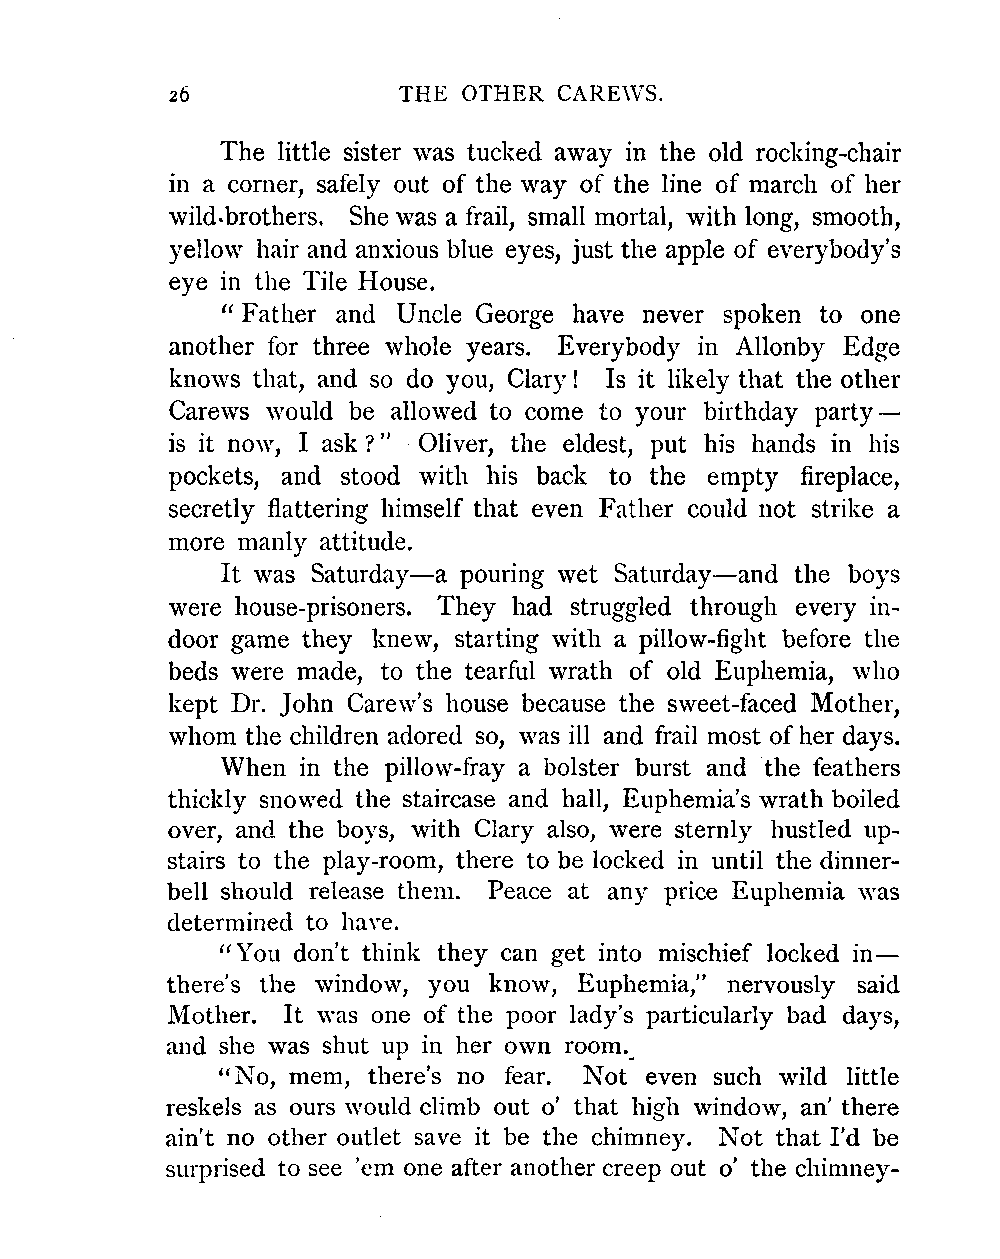 26 THE OTHER CAREWS.
The little sister was tucked away in the old rocking-chair
in a corner, safely out of the way of the line of march of her
wild brothers. She was a frail, small mortal, with long, smooth,
yellow hair and anxious blue eyes, just the apple of everybody's
eye in the Tile House.
"Father and Uncle George have never spoken to one
another for three whole years. Everybody in Allonby Edge
knows that, and so do you, Clary! Is it likely that the other
Carews would be allowed to come to your birthday party—
is it now, I ask?" Oliver, the eldest, put his hands in his
pockets, and stood with his back to the empty fireplace,
secretly flattering himself that even Father could not strike a
more manly attitude.
It was Saturday—a pouring wet Saturday—and the boys
were house-prisoners. They had struggled through every in-
door game they knew, starting with a pillow-fight before the
beds were made, to the tearful wrath of old Euphemia, who
kept Dr. John Carew's house because the sweet-faced Mother,
whom the children adored so, was ill and frail most of her days.
When in the pillow-fray a bolster burst and the feathers
thickly snowed the staircase and hall, Euphemia's wrath boiled
over, and the boys, with Clary also, were sternly hustled up-
stairs to the play-room, there to be locked in until the dinner-
bell should release them. Peace at any price Euphemia was
determined to have.
"You don't think they can get into mischief locked in—
there's the window, you know, Euphemia," nervously said
Mother. It was one of the poor lady's particularly bad days,
and she was shut up in her own room.
"No, mem, there's no fear. Not even such wild little
reskels as ours would climb out o' that high window, an' there
ain't no other outlet save it be the chimney. Not that I'd be
surprised to see 'em one after another creep out o' the chimney-